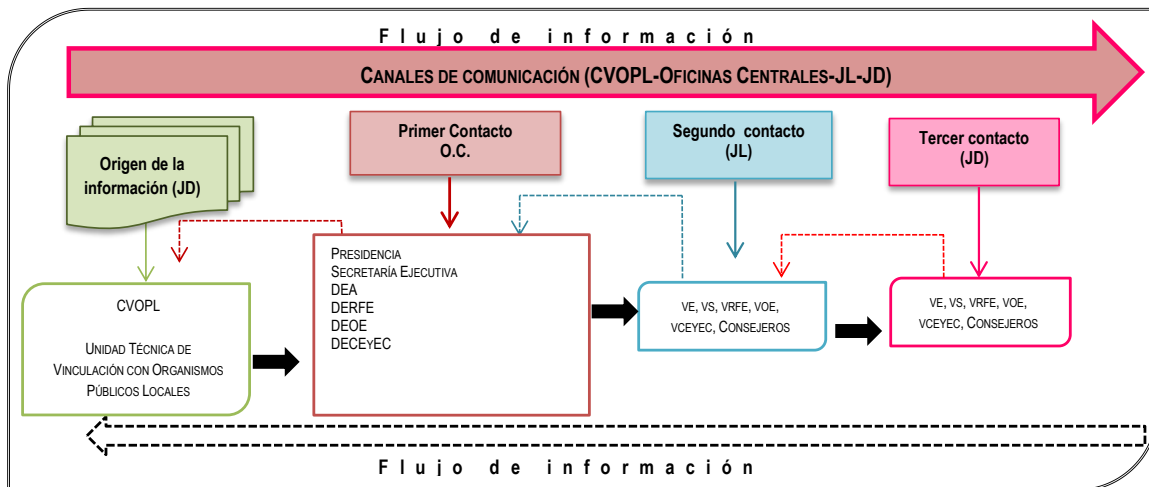 Flujo de información
CANALES DE COMUNICACIÓN (CVOPL-OFICINAS CENTRALES-JL-JD)
Origen de la
información (JD)
Primer Contacto
O.C.
Segundo contacto
(JL)
Tercer contacto
(JD)
CVOPL
UNIDAD TÉCNICA DE
VINCULACIÓN CON ORGANISMOS
PÚBLICOS LOCALES
PRESIDENCIA
SECRETARÍA EJECUTIVA
DEA
DERFE
DEOE
DECEYEC
VE, VS, VRFE, VOE,
VCEYEC, CONSEJEROS
VE, VS, VRFE, VOE,
VCEYEC, CONSEJEROS
Flujo de información